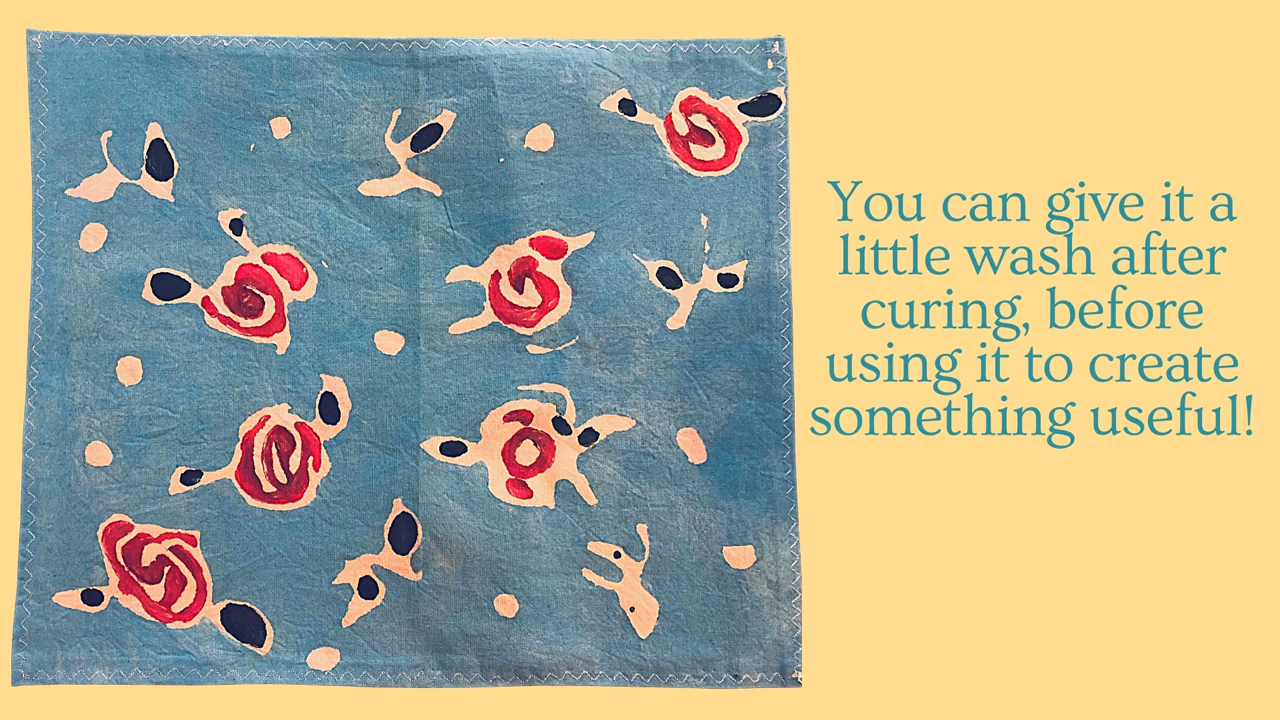 You can give it a
little wash after
curing, before
using it to create
something useful!